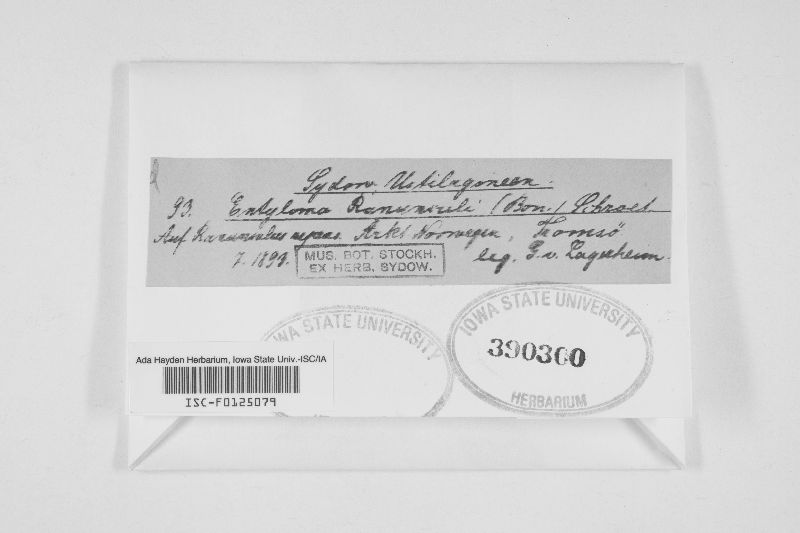 Sydow, Ustilagineen.
93. Entyloma Ranunculi (Bon.) Schroet.
Auf Ranunculus repens. Arkt Norwegen, Tromsö
7. 1899. leg. G. v. Lagerheim.
MUS. BOT. STOCKH.
EX HERB. SYDOW.
IOWA STATE UNIVERSITY
390300
HERBARIUM
IOWA STATE UNIVERSITY
Ada Hayden Herbarium, Iowa State Univ.-ISC/IA
ISC-F0125079